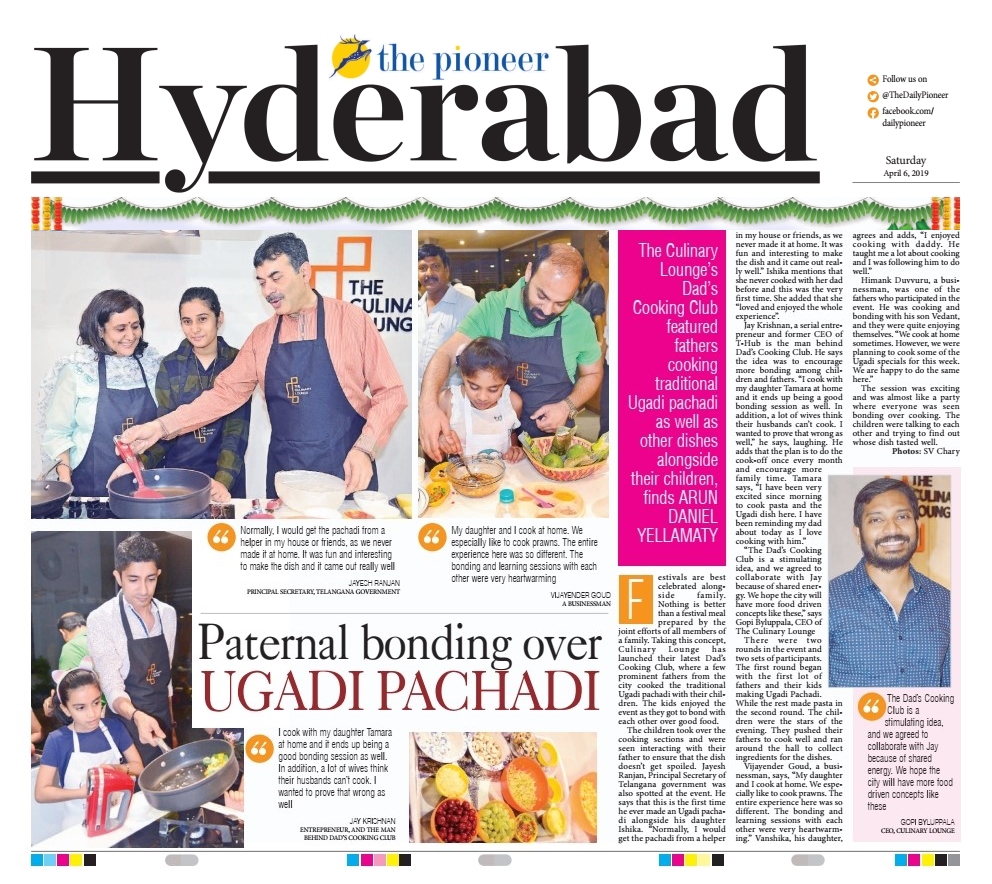 Hyderabad
the pioneer
Follow us on
@TheDailyPioneer
facebook.com/
dailypioneer
Saturday
April 6, 2019
THE
CULINA
OUNG
The Culinary
Lounge's
Dad's
Cooking Club
featured
fathers
cooking
traditional
Ugadi pachadi
as well as
other dishes
alongside
their children,
finds ARUN
DANIEL
YELLAMATY
Normally, I would get the pachadi from a
helper in my house or friends, as we never
made it at home. It was fun and interesting
to make the dish and it came out really well
JAYECH RANJAN
PRINCIPAL SECRETARY, TELANGANA GOVERNMENT
My daughter and I cook at home. We
especially like to cook prawns. The entire
experience here was so different. The
bonding and learning sessions with each
other were very heartwarming
VIJAYENDER GOUD
A BUSINESSMAN
Paternal bonding over
UGADI PACHADI
I cook with my daughter Tamara
at home and it ends up being a
good bonding session as well.
In addition, a lot of wives think
their husbands can't cook. I
wanted to prove that wrong as
well
JAY KRICHNAN
ENTREPRENEUR, AND THE MAN
BEHIND DAD'S COOKING CLUB
Festivals are best
celebrated along-
side family.
Nothing is better
than a festival meal
prepared by the
joint efforts of all members of
a family. Taking this concept,
Culinary Lounge has
launched their latest Dad's
Cooking Club, where a few
prominent fathers from the
city cooked the traditional
Ugadi pachadi with their chil-
dren. The kids enjoyed the
event as they got to bond with
each other over good food.
The children took over the
cooking sections and were
seen interacting with their
father to ensure that the dish
doesn't get spoiled. Jayesh
Ranjan, Principal Secretary of
Telangana government was
also spotted at the event. He
says that this is the first time
he ever made an Ugadi pacha-
di alongside his daughter
Ishika. "Normally, I would
get the pachadi from a helper
in my house or friends, as we
never made it at home. It was
fun and interesting to make
the dish and it came out real-
ly well." Ishika mentions that
she never cooked with her dad
before and this was the very
first time. She added that she
"loved and enjoyed the whole
experience".
Jay Krishnan, a serial entre-
preneur and former CEO of
T-Hub is the man behind
Dad's Cooking Club. He says
the idea was to encourage
more bonding among chil-
dren and fathers. "I cook with
my daughter Tamara at home
and it ends up being a good
bonding session as well. In
addition, a lot of wives think
their husbands can't cook. I
wanted to prove that wrong as
well," he says, laughing. He
adds that the plan is to do the
cook-off once every month
and encourage more
family time. Tamara
says, "I have been very
excited since morning
to cook pasta and the
Ugadi dish here. I have
been reminding my dad
about today as I love
cooking with him."
"The Dad's Cooking
Club is a stimulating
idea, and we agreed to
collaborate with Jay
because of shared ener-
gy. We hope the city will
have more food driven
concepts like these," says
Gopi Byluppala, CEO of
The Culinary Lounge
There were two
rounds in the event and
two sets of participants.
The first round began
with the first lot of
fathers and their kids
making Ugadi Pachadi.
While the rest made pasta in
the second round. The chil-
dren were the stars of the
evening. They pushed their
fathers to cook well and ran
around the hall to collect
ingredients for the dishes.
Vijayender Goud, a busi-
nessman, says, "My daughter
and I cook at home. We espe-
cially like to cook prawns. The
entire experience here was so
different. The bonding and
learning sessions with each
other were very heartwarm-
ing." Vanshika, his daughter,
agrees and adds, "I enjoyed
cooking with daddy. He
taught me a lot about cooking
and I was following him to do
well."
Himank Duvvuru, a busi-
nessman, was one of the
fathers who participated in the
event. He was cooking and
bonding with his son Vedant,
and they were quite enjoying
themselves. "We cook at home
sometimes. However, we were
planning to cook some of the
Ugadi specials for this week.
We are happy to do the same
here."
The session was exciting
and was almost like a party
where everyone was seen
bonding over cooking. The
children were talking to each
other and trying to find out
whose dish tasted well.
Photos: SV Chary
THE
CULINA
OUNG
The Dad's Cooking
Club is a
stimulating idea,
and we agreed to
collaborate with Jay
because of shared
energy. We hope the
city will have more food
driven concepts like
these
GOPI BYLUPPALA
CEO, CULINARY LOUNGE